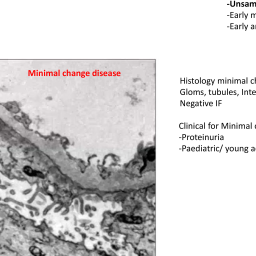 -Unsam
-Early m
-Early a
Minimal change disease
Histology minimal ch
Gloms, tubules, Inte
Negative IF
Clinical for Minimal
-Proteinuria
-Paediatric/ young a